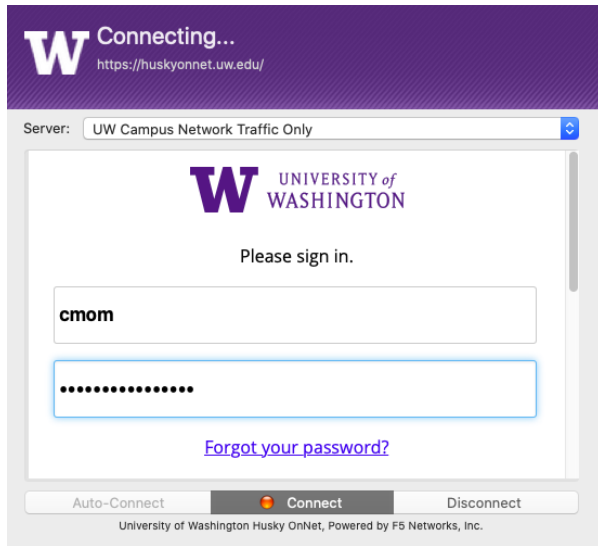 W
Connecting...
https://huskyonnet.uw.edu/
Server: UW Campus Network Traffic Only
W UNIVERSITY of
WASHINGTON
Please sign in.
cmom
••••••••••••••••
Forgot your password?
Auto-Connect Connect Disconnect
University of Washington Husky OnNet, Powered by F5 Networks, Inc.